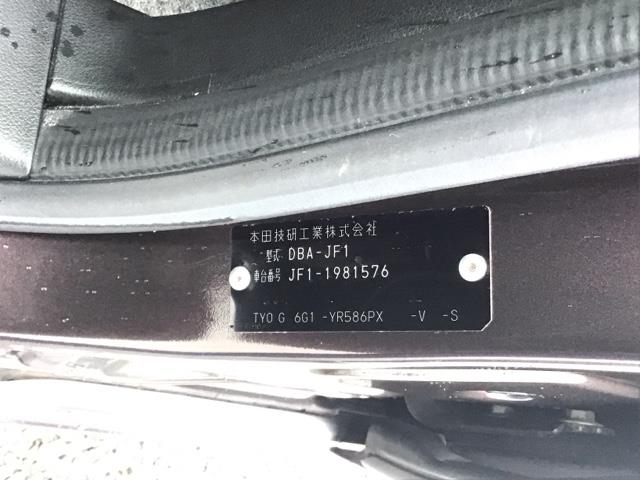 本田技研工業株式会社
型式 DBA-JF1
車台番号 JF1-1981576
TYO G 6G1 -YR586PX -V -S